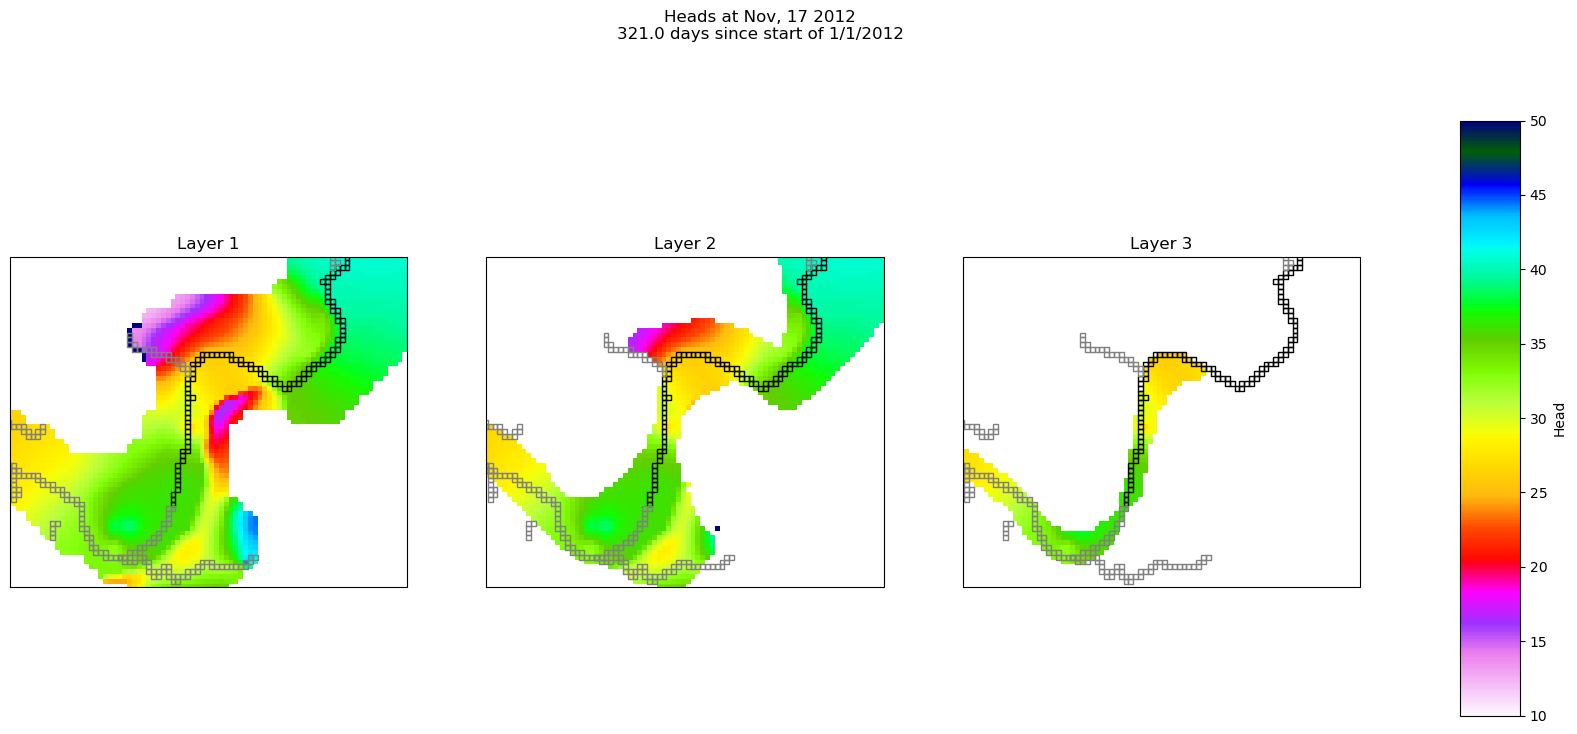 Heads at Nov, 17 2012
321.0 days since start of 1/1/2012
Layer 1
Layer 2
Layer 3
50
45
40
35
30
25
20
15
10
Head